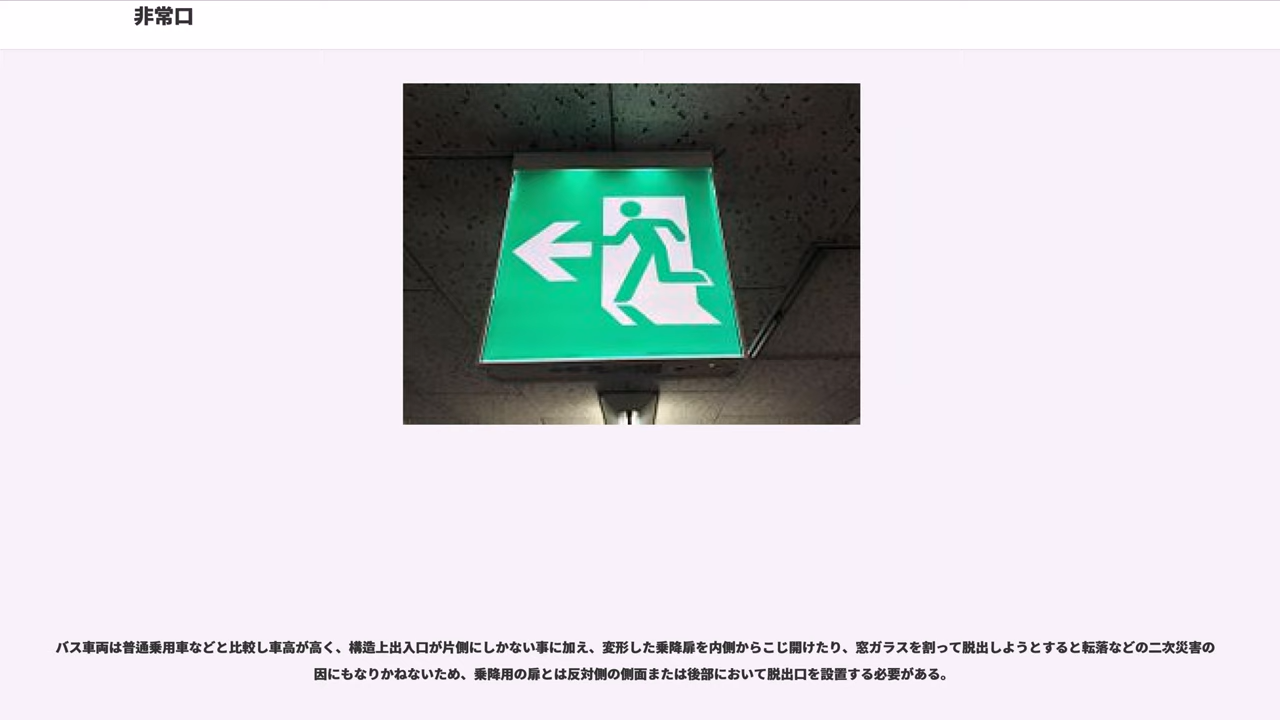 非常口
バス車両は普通乗用車などと比較し車高が高く、構造上出入口が片側にしかない事に加え、変形した乗降扉を内側からこじ開けたり、窓ガラスを割って脱出しようとすると転落などの二次災害の
因にもなりかねないため、乗降用の扉とは反対側の側面または後部において脱出口を設置する必要がある。